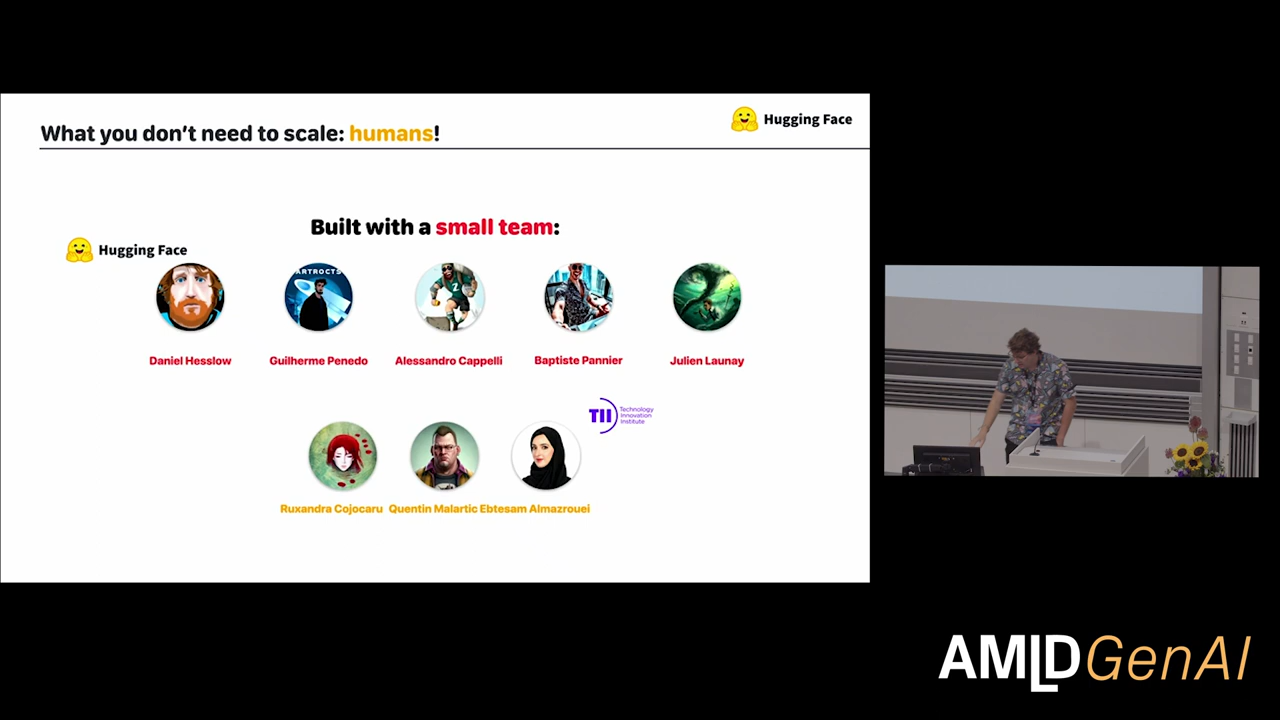 What you don't need to scale: humans!
Hugging Face
Built with a small team:
Hugging Face
ARTROCTS
Daniel Hesslow
Guilherme Penedo
Alessandro Cappelli
Baptiste Pannier
Julien Launay
TII Technology
Innovation
Institute
Ruxandra Cojocaru
Quentin Malartic
Ebtesam Almazrouei
AMLD GenAI